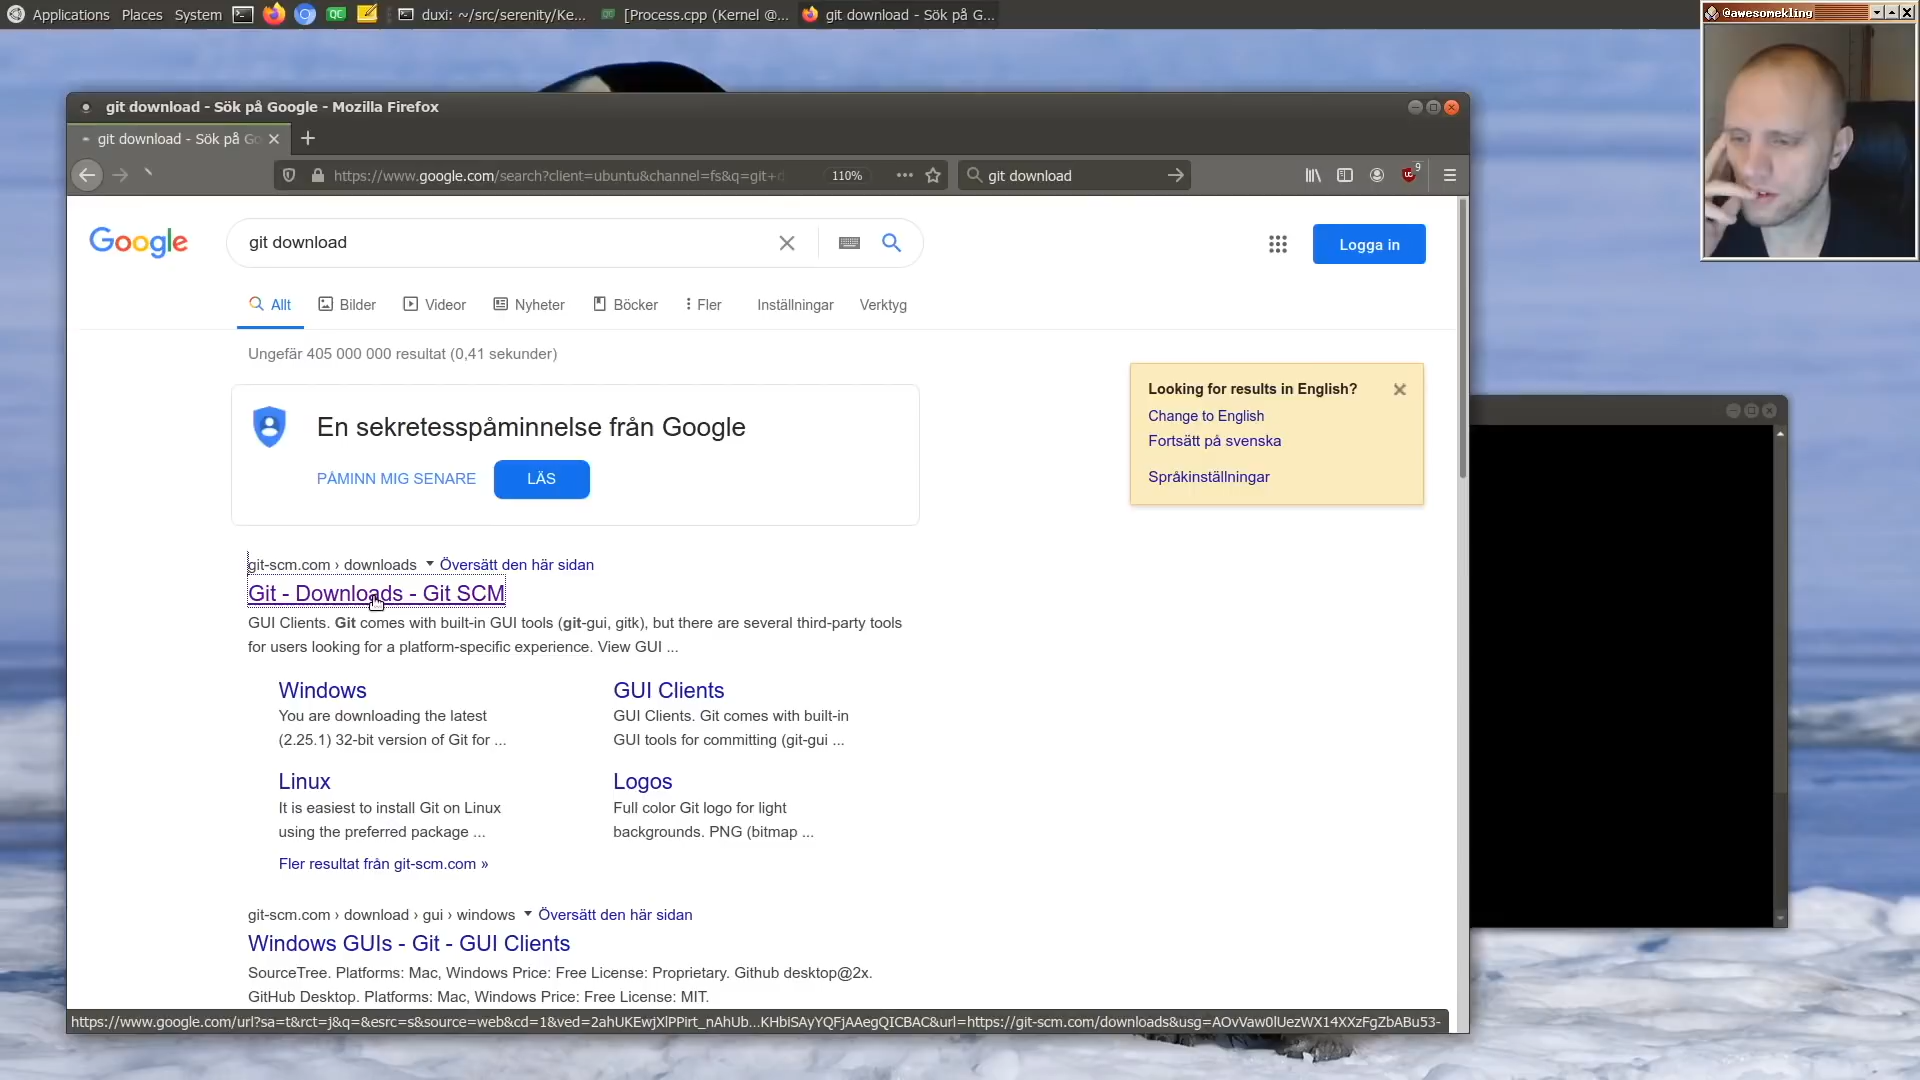 Applications Places System
duxi: ~/src/serenity/Ke...
[Process.cpp (Kernel @...
git download - Sök på G...
@awesomekling
git download - Sök på Google - Mozilla Firefox
git download - Sök på Go
https://www.google.com/search?client=ubuntu&channel=fs&q=git+d
110%
git download
9
Google
git download
Logga in
Allt Bilder Videor Nyheter Böcker Fler Inställningar Verktyg
Ungefär 405 000 000 resultat (0,41 sekunder)
Looking for results in English?
Change to English
Fortsätt på svenska
Språkinställningar
En sekretesspåminnelse från Google
PÅMINN MIG SENARE LÄS
git-scm.com › downloads Översätt den här sidan
Git - Downloads - Git SCM
GUI Clients. Git comes with built-in GUI tools (git-gui, gitk), but there are several third-party tools
for users looking for a platform-specific experience. View GUI ...
Windows
You are downloading the latest
(2.25.1) 32-bit version of Git for ...
GUI Clients
GUI Clients. Git comes with built-in
GUI tools for committing (git-gui ...
Linux
It is easiest to install Git on Linux
using the preferred package ...
Logos
Full color Git logo for light
backgrounds. PNG (bitmap ...
Fler resultat från git-scm.com »
git-scm.com › download › gui › windows Översätt den här sidan
Windows GUIs - Git - GUI Clients
SourceTree. Platforms: Mac, Windows Price: Free License: Proprietary. Github desktop@2x.
GitHub Desktop. Platforms: Mac, Windows Price: Free License: MIT.
https://www.google.com/url?sa=t&rct=j&q=&esrc=s&source=web&cd=1&ved=2ahUKEwjXlPPirt_nAhUb...KHbiSAyYQFjAAegQICBAC&url=https://git-scm.com/downloads&usg=AOvVaw0lUezWX14XXzFgZbABu53-